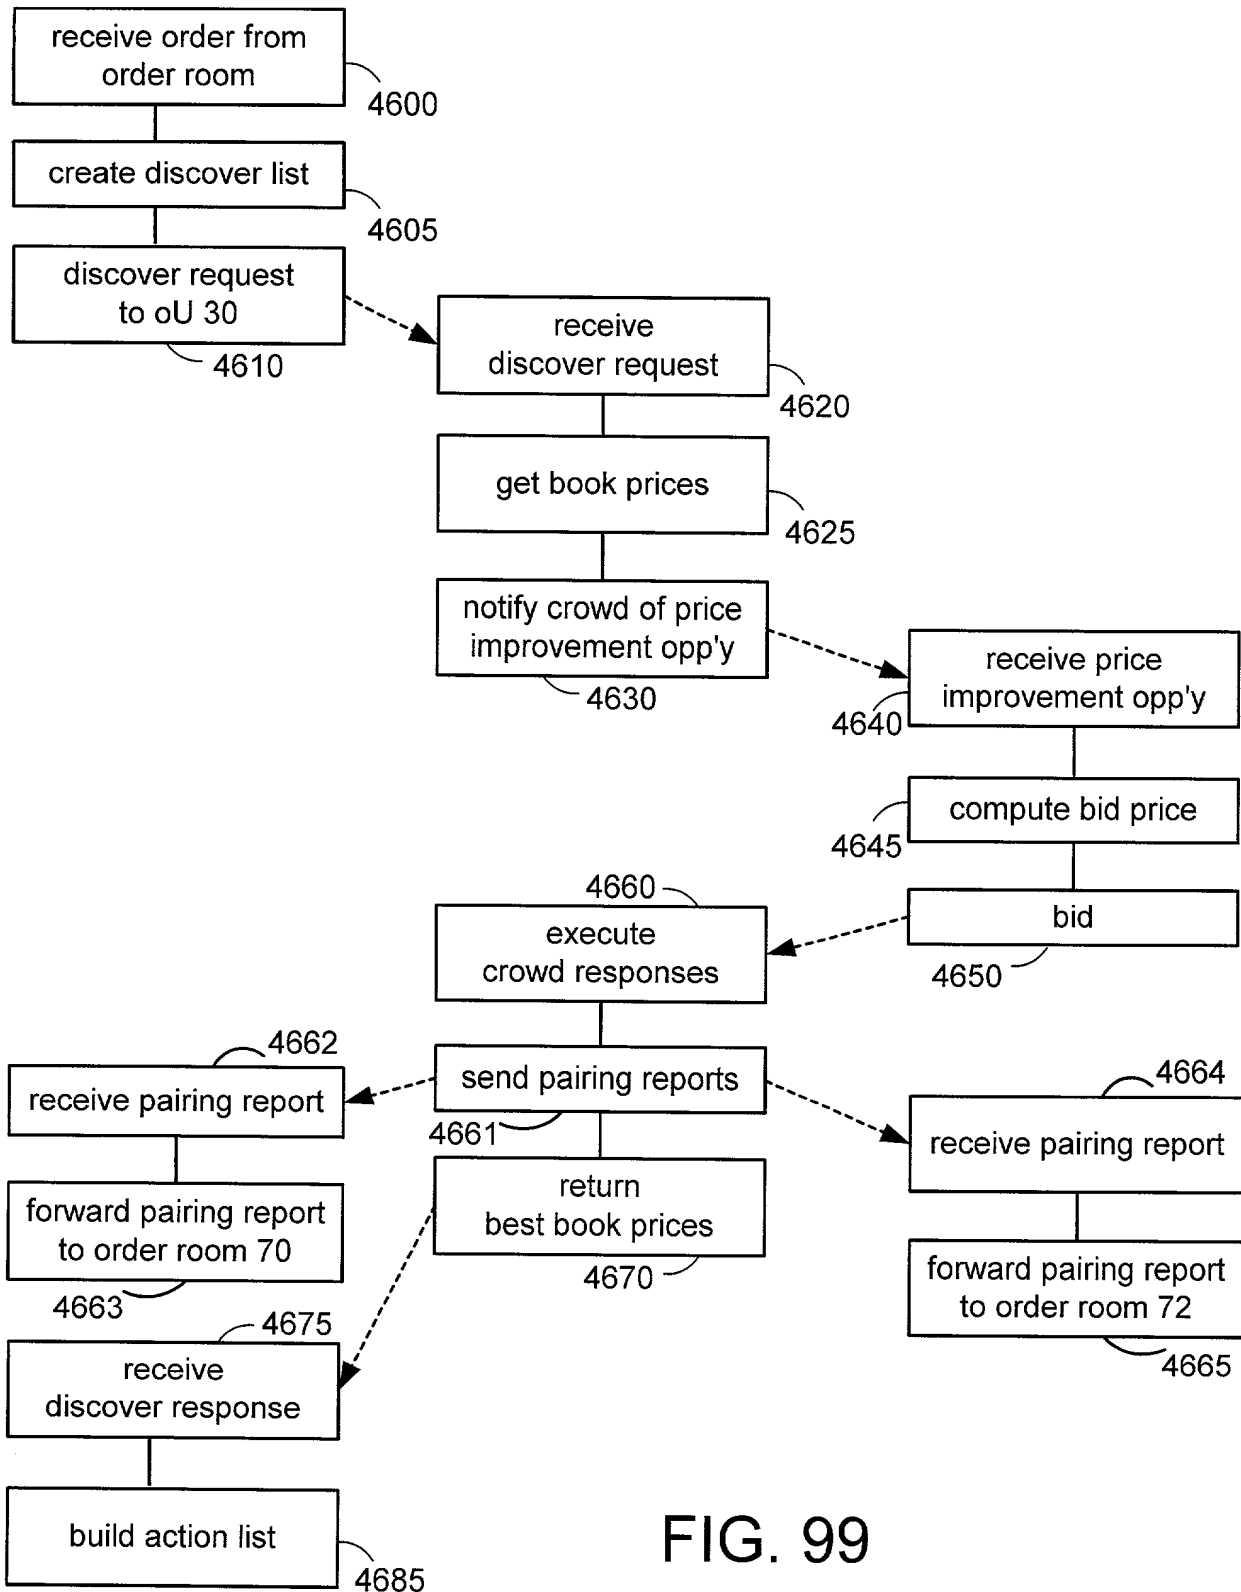 receive order from
order room
4600
create discover list
4605
discover request
to oU 30
4610
receive
discover request
4620
get book prices
4625
notify crowd of price
improvement opp'y
4630
receive price
improvement opp'y
4640
compute bid price
4645
bid
4650
4660
execute
crowd responses
4662
receive pairing report
send pairing reports
4661
4664
receive pairing report
forward pairing report
to order room 70
4663
return
best book prices
4670
forward pairing report
to order room 72
4665
4675
receive
discover response
build action list
4685
FIG. 99